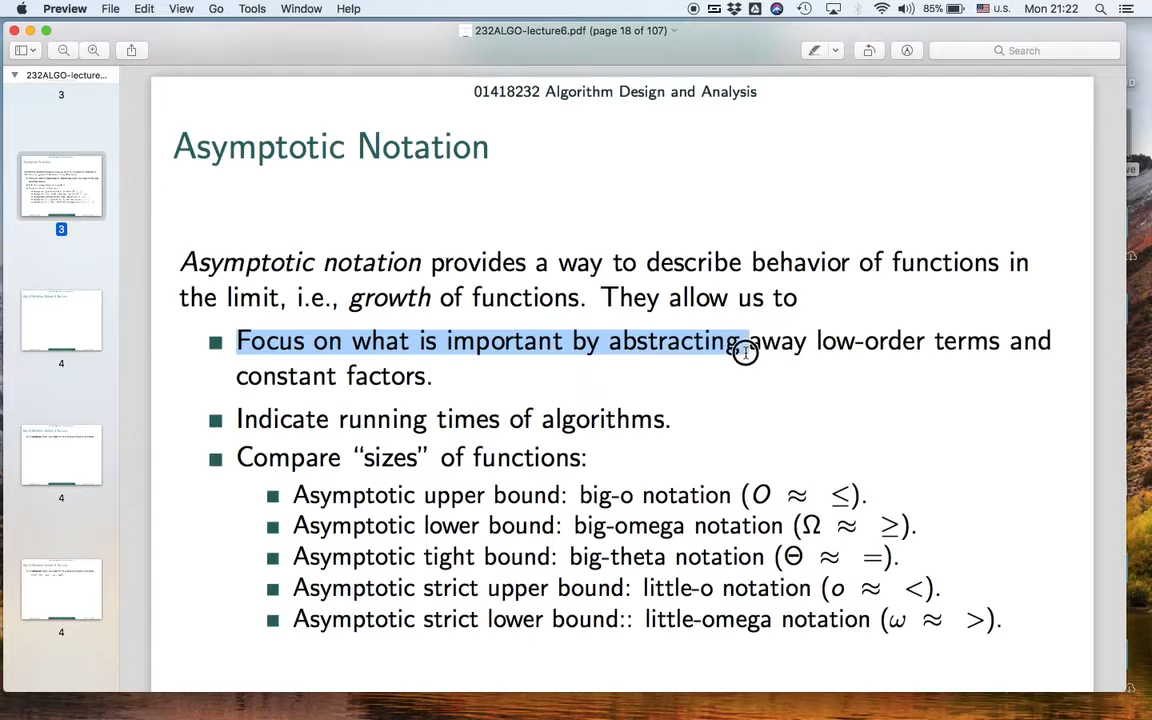 Preview File Edit View Go Tools Window Help 85% U.S. Mon 21:22
232ALGO-lecture6.pdf (page 18 of 107)
Search
232ALGO-lecture...
3
3
4
4
4
01418232 Algorithm Design and Analysis
Asymptotic Notation
Asymptotic notation provides a way to describe behavior of functions in
the limit, i.e., growth of functions. They allow us to
Focus on what is important by abstracting away low-order terms and
constant factors.
Indicate running times of algorithms.
Compare “sizes” of functions:
Asymptotic upper bound: big-o notation (O ≈ ≤).
Asymptotic lower bound: big-omega notation (Ω ≈ ≥).
Asymptotic tight bound: big-theta notation (Θ ≈ =).
Asymptotic strict upper bound: little-o notation (o ≈ <).
Asymptotic strict lower bound:: little-omega notation (ω ≈ >).